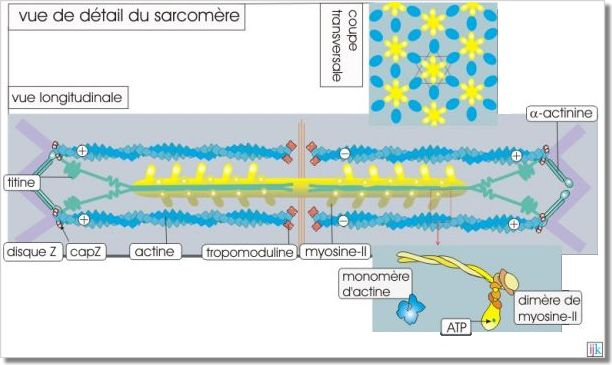 vue de détail du sarcomère
coupe
transversale
vue longitudinale
α-actinine
+
−
+
titine
+
−
+
disque Z
capZ
actine
tropomoduline
myosine-II
monomère
d'actine
dimère de
myosine-II
ATP
ijk